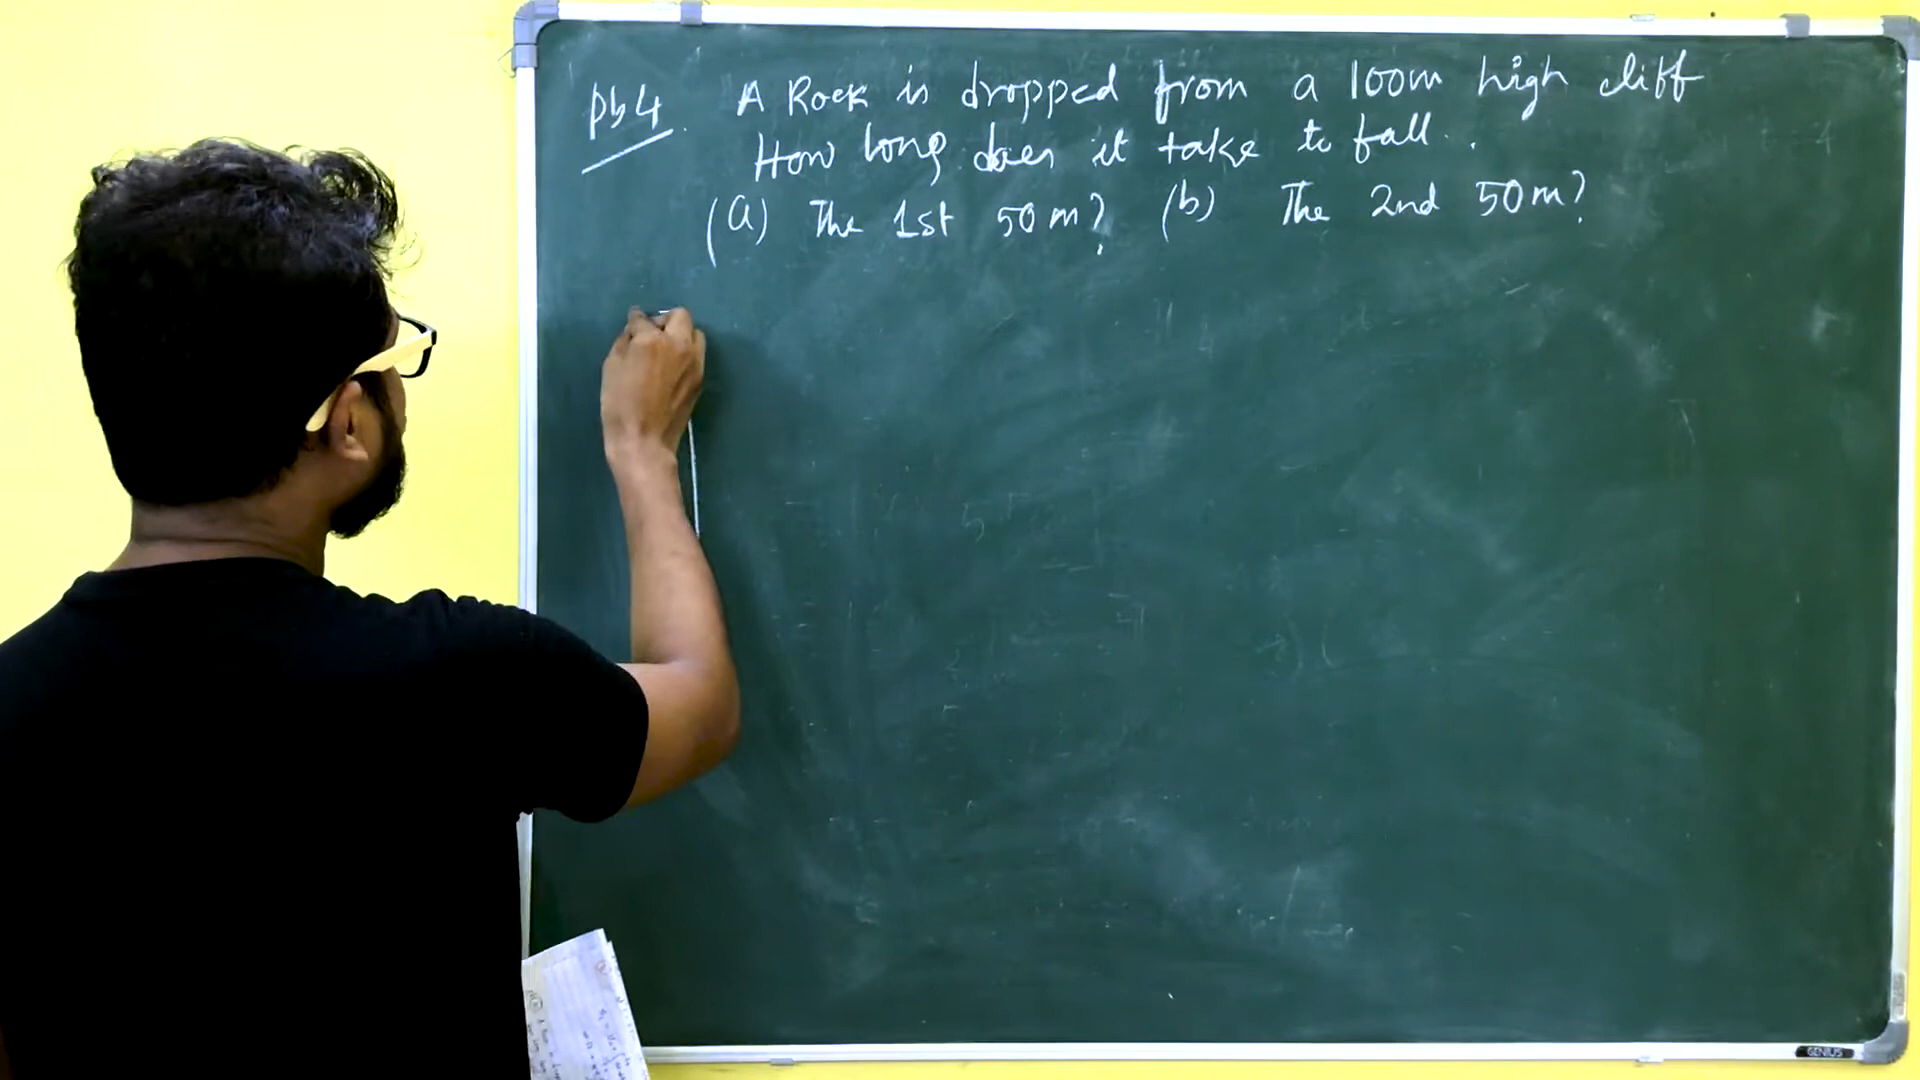 Pb4. A Rock is dropped from a 100m high cliff
How long does it take to fall.
(a) The 1st 50m? (b) The 2nd 50m?
GENIUS